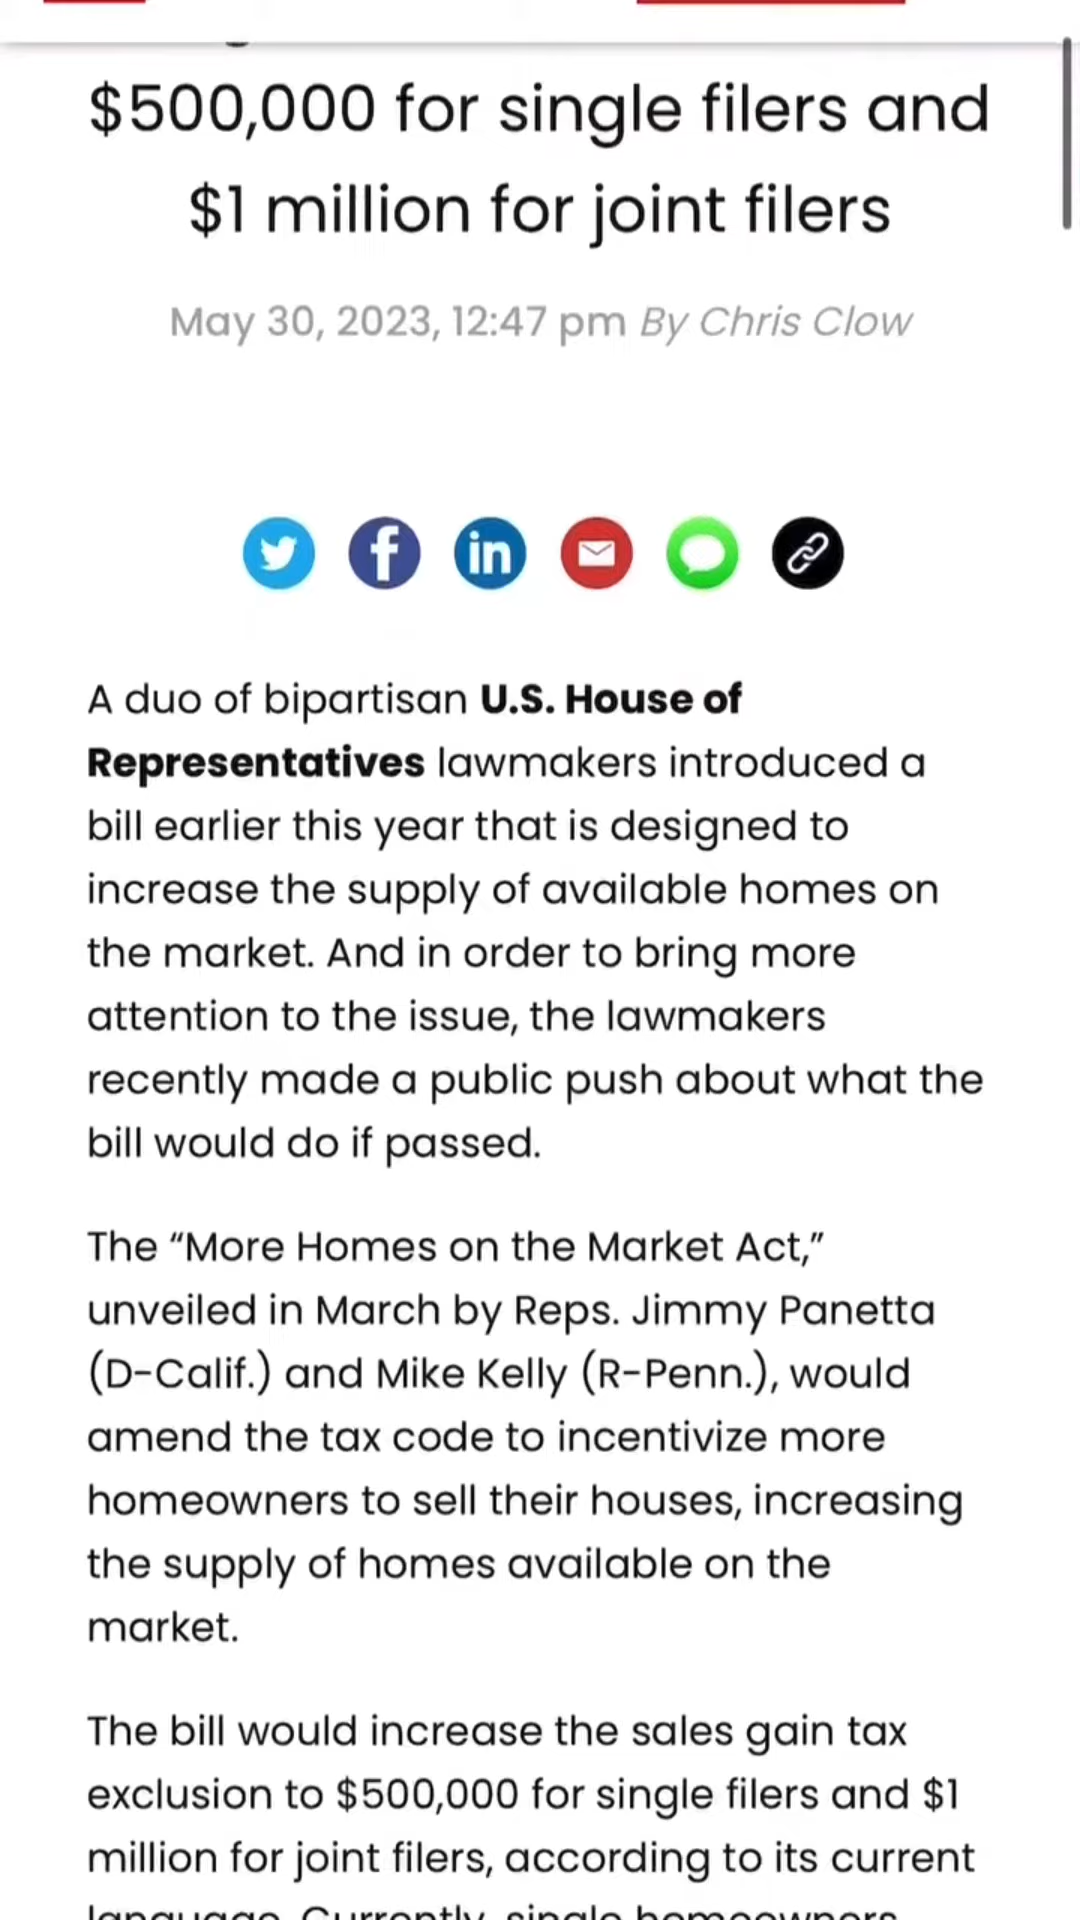 $500,000 for single filers and
$1 million for joint filers
May 30, 2023, 12:47 pm By Chris Clow
A duo of bipartisan U.S. House of
Representatives lawmakers introduced a
bill earlier this year that is designed to
increase the supply of available homes on
the market. And in order to bring more
attention to the issue, the lawmakers
recently made a public push about what the
bill would do if passed.
The “More Homes on the Market Act,”
unveiled in March by Reps. Jimmy Panetta
(D-Calif.) and Mike Kelly (R-Penn.), would
amend the tax code to incentivize more
homeowners to sell their houses, increasing
the supply of homes available on the
market.
The bill would increase the sales gain tax
exclusion to $500,000 for single filers and $1
million for joint filers, according to its current
language. Currently, single homeowners